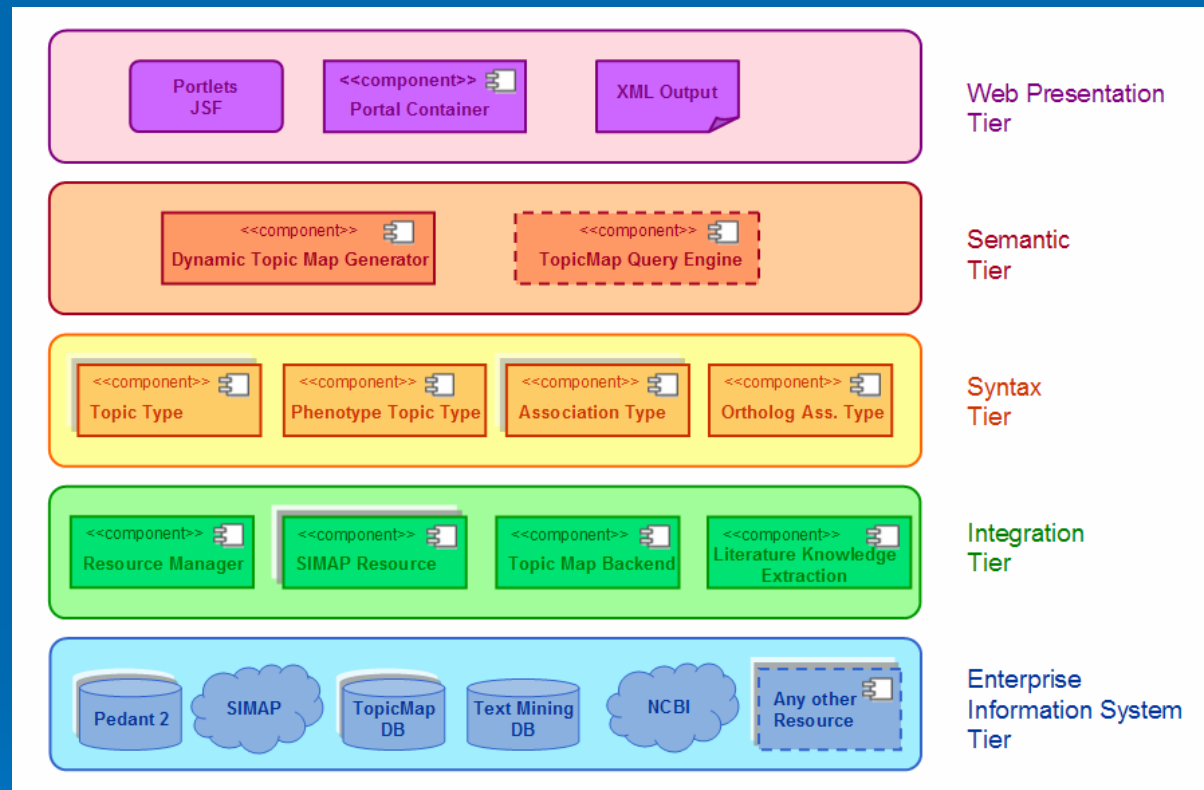 Portlets
JSF
<<component>>
Portal Container
XML Output
Web Presentation
Tier
<<component>>
Dynamic Topic Map Generator
<<component>>
TopicMap Query Engine
Semantic
Tier
<<component>>
Topic Type
<<component>>
Phenotype Topic Type
<<component>>
Association Type
<<component>>
Ortholog Ass. Type
Syntax
Tier
<<component>>
Resource Manager
<<component>>
SIMAP Resource
<<component>>
Topic Map Backend
<<component>>
Literature Knowledge
Extraction
Integration
Tier
Pedant 2
SIMAP
TopicMap
DB
Text Mining
DB
NCBI
Any other
Resource
Enterprise
Information System
Tier